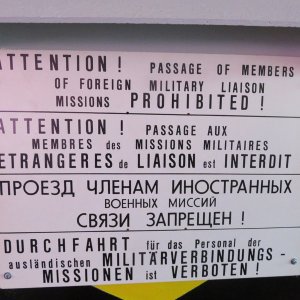 ATTENTION ! PASSAGE OF MEMBERS
OF FOREIGN MILITARY LIAISON
MISSIONS PROHIBITED !
ATTENTION ! PASSAGE AUX
MEMBRES des MISSIONS MILITAIRES
ETRANGERES de LIAISON est INTERDIT
ПРОЕЗД ЧЛЕНАМ ИНОСТРАННЫХ
ВОЕННЫХ МИССИЙ
СВЯЗИ ЗАПРЕЩЕН !
DURCHFAHRT für das Personal der
ausländischen MILITÄRVERBINDUNGS -
MISSIONEN ist VERBOTEN !